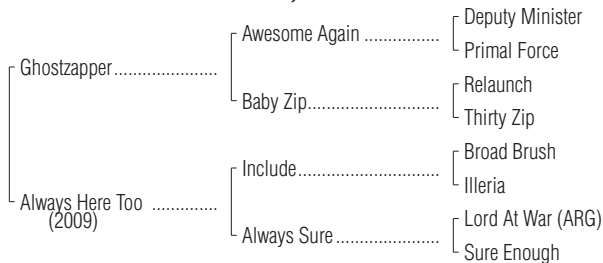 Deputy Minister
Awesome Again ................
Primal Force
Ghostzapper......................
Relaunch
Baby Zip............................
Thirty Zip
Broad Brush
Include..............................
Illeria
Always Here Too ..............
(2009)
Lord At War (ARG)
Always Sure......................
Sure Enough